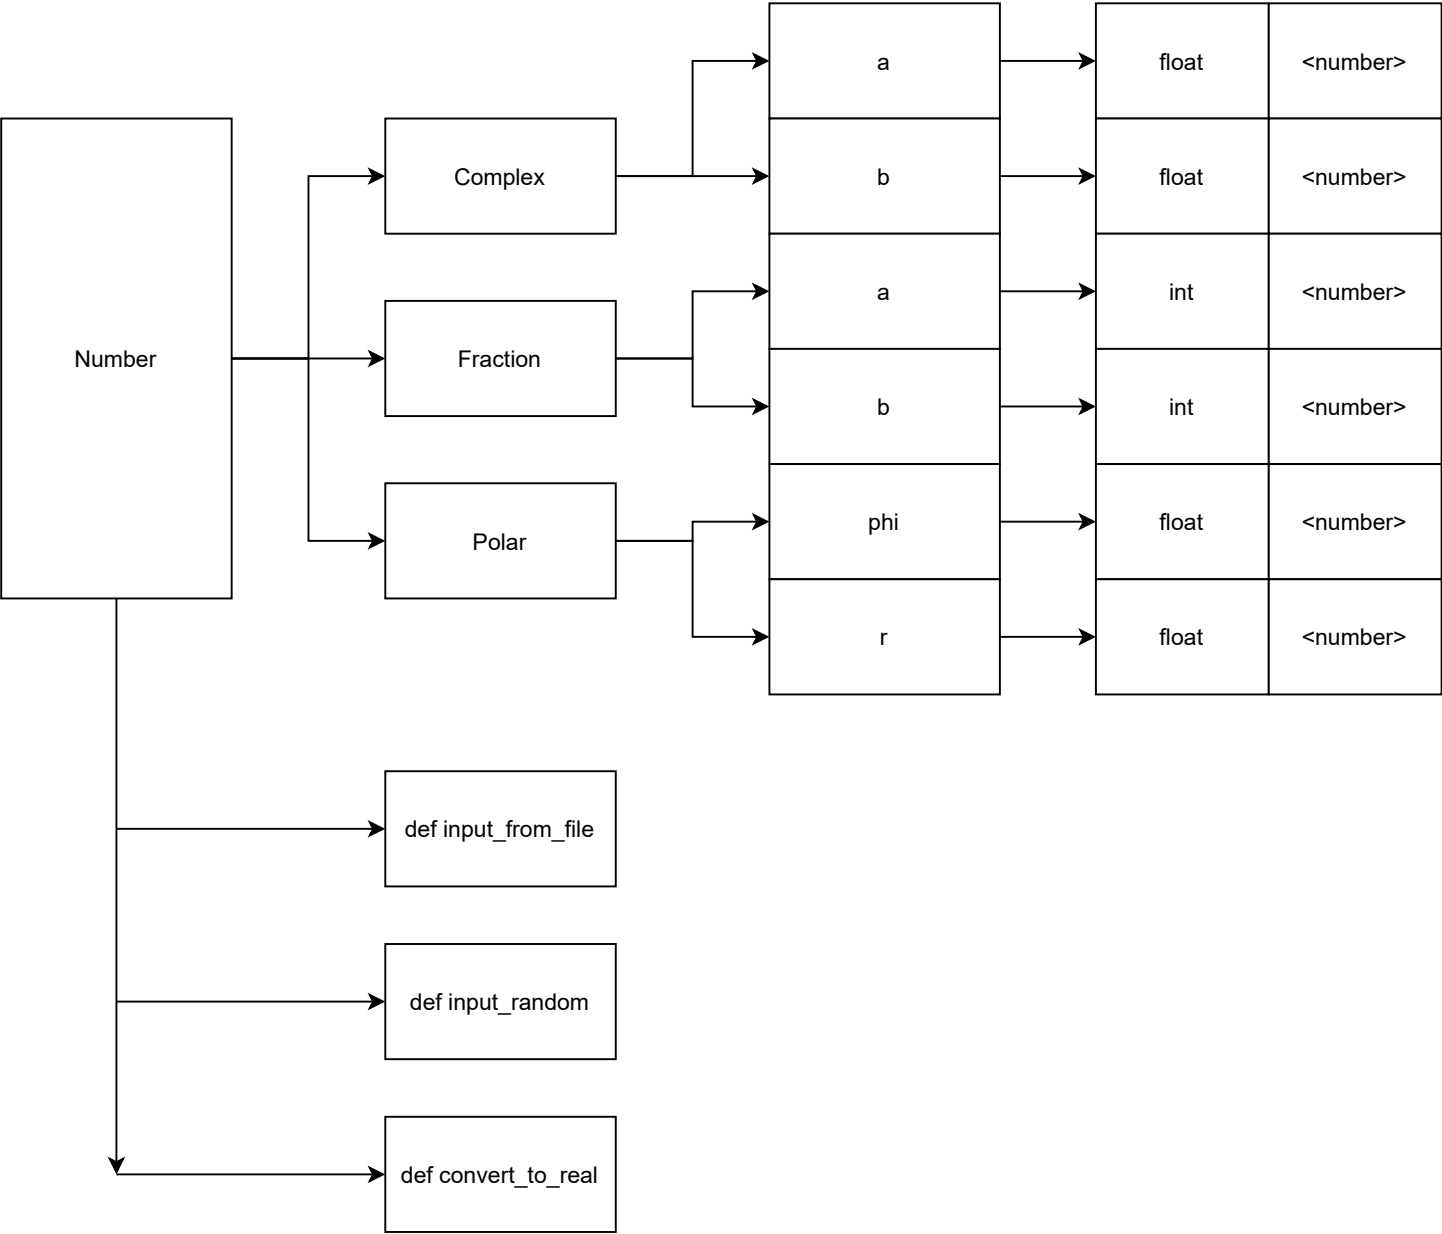 a
float
<number>
Complex
b
float
<number>
a
int
<number>
Number
Fraction
b
int
<number>
Polar
phi
float
<number>
r
float
<number>
def input_from_file
def input_random
def convert_to_real